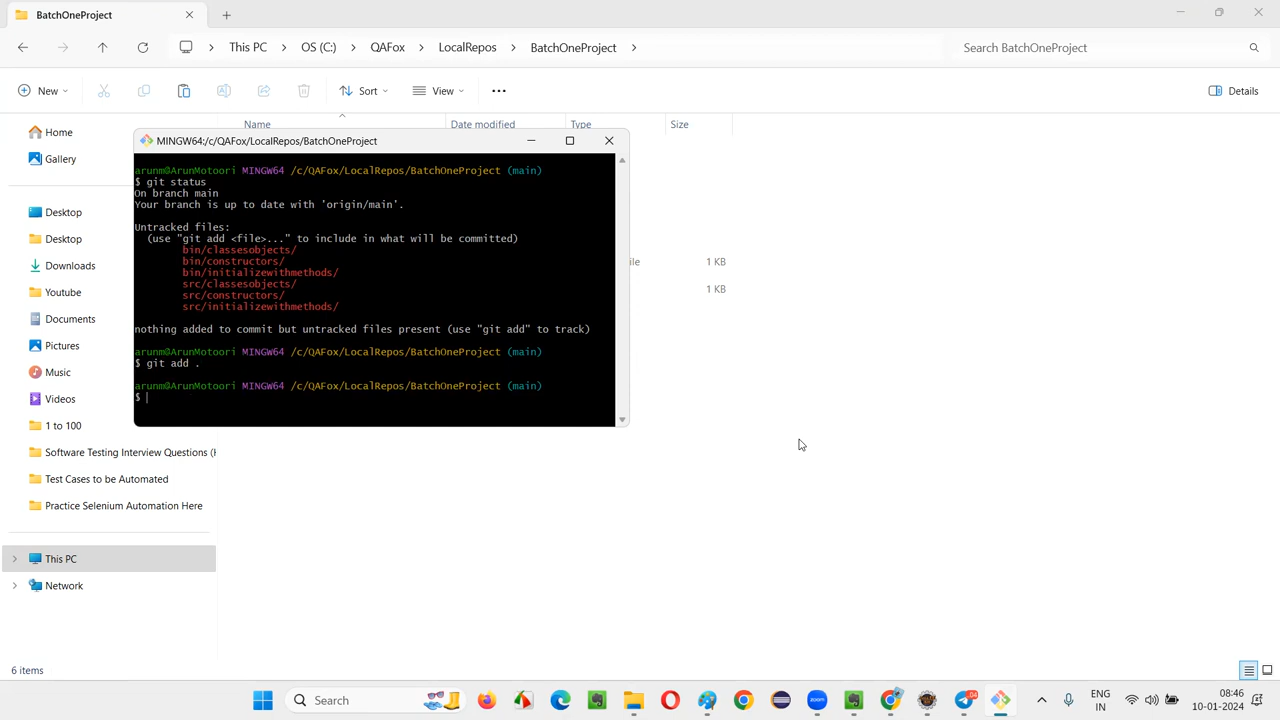 BatchOneProject
This PC > OS (C:) > QAFox > LocalRepos > BatchOneProject >
Search BatchOneProject
New
Sort
View
Details
Home
Gallery
Desktop
Desktop
Downloads
Youtube
Documents
Pictures
Music
Videos
1 to 100
Software Testing Interview Questions (
Test Cases to be Automated
Practice Selenium Automation Here
This PC
Network
Name
Date modified
Type
Size
ile
1 KB
1 KB
MINGW64:/c/QAFox/LocalRepos/BatchOneProject
arunm@ArunMotoori MINGW64 /c/QAFox/LocalRepos/BatchOneProject (main)
$ git status
On branch main
Your branch is up to date with 'origin/main'.
Untracked files:
(use "git add <file>..." to include in what will be committed)
bin/classesobjects/
bin/constructors/
bin/initializewithmethods/
src/classesobjects/
src/constructors/
src/initializewithmethods/
nothing added to commit but untracked files present (use "git add" to track)
arunm@ArunMotoori MINGW64 /c/QAFox/LocalRepos/BatchOneProject (main)
$ git add .
arunm@ArunMotoori MINGW64 /c/QAFox/LocalRepos/BatchOneProject (main)
$
6 items
Search
04
ENG
IN
08:46
10-01-2024